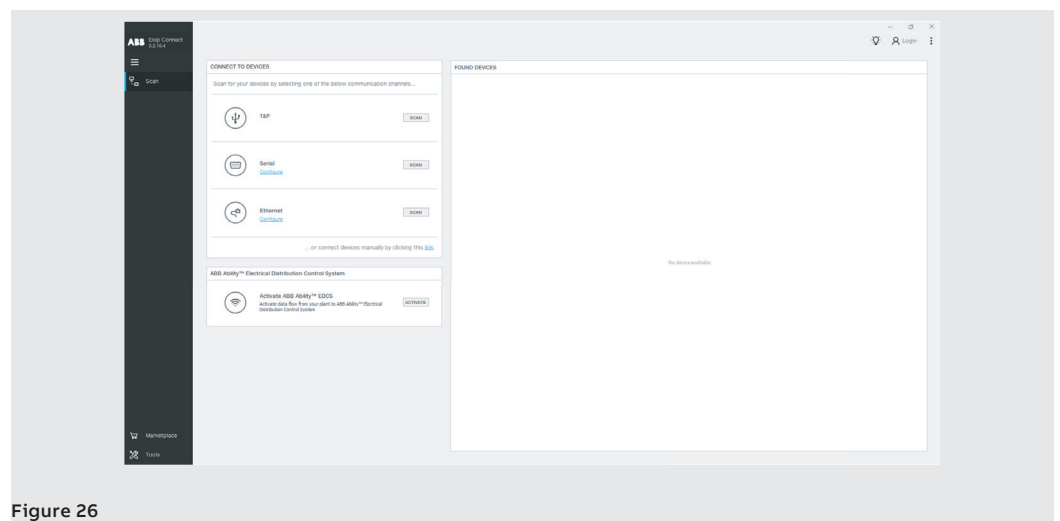 ABB Ekip Connect
3.2.10.4
Login
Scan
CONNECT TO DEVICES
Scan for your devices by selecting one of the below communication channels...
T&P
SCAN
Serial
Configure
SCAN
Ethernet
Configure
SCAN
... or connect devices manually by clicking this link
ABB Ability™ Electrical Distribution Control System
Activate ABB Ability™ EDCS
Activate data flow from your plant to ABB Ability™ Electrical
Distribution Control System
ACTIVATE
FOUND DEVICES
No device available
Marketplace
Tools
Figure 26